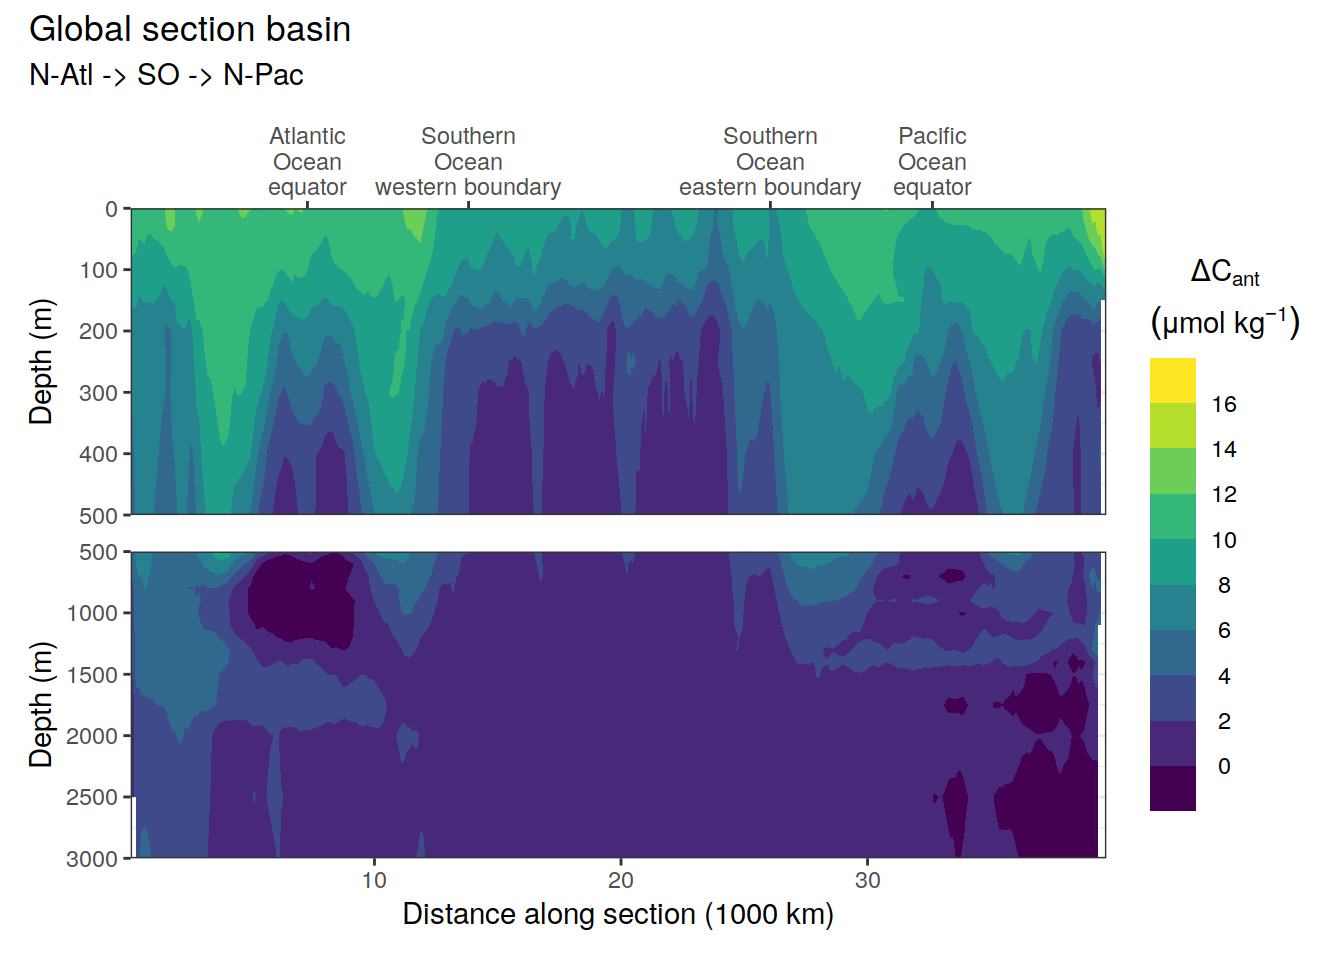 Global section basin
N-Atl -> SO -> N-Pac
Atlantic
Ocean
equator
Southern
Ocean
western boundary
Southern
Ocean
eastern boundary
Pacific
Ocean
equator
0
100
200
300
400
500
Depth (m)
500
1000
1500
2000
2500
3000
Depth (m)
10
20
30
Distance along section (1000 km)
ΔCant
(μmol kg⁻¹)
16
14
12
10
8
6
4
2
0